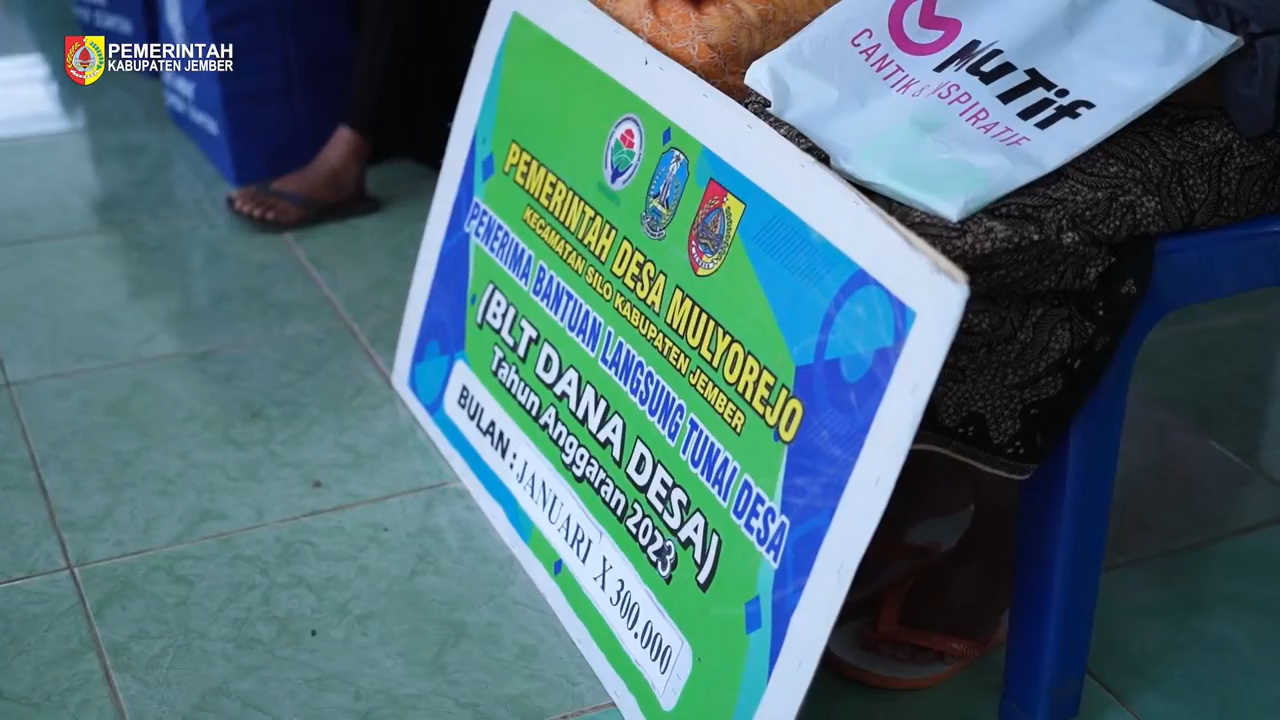 PEMERINTAH
KABUPATEN JEMBER
MUTif
CANTIK & INSPIRATIF
PEMERINTAH DESA MULYOREJO
KECAMATAN SILO KABUPATEN JEMBER
PENERIMA BANTUAN LANGSUNG TUNAI DESA
(BLT DANA DESA)
Tahun Anggaran 2023
BULAN : JANUARI X 300.000